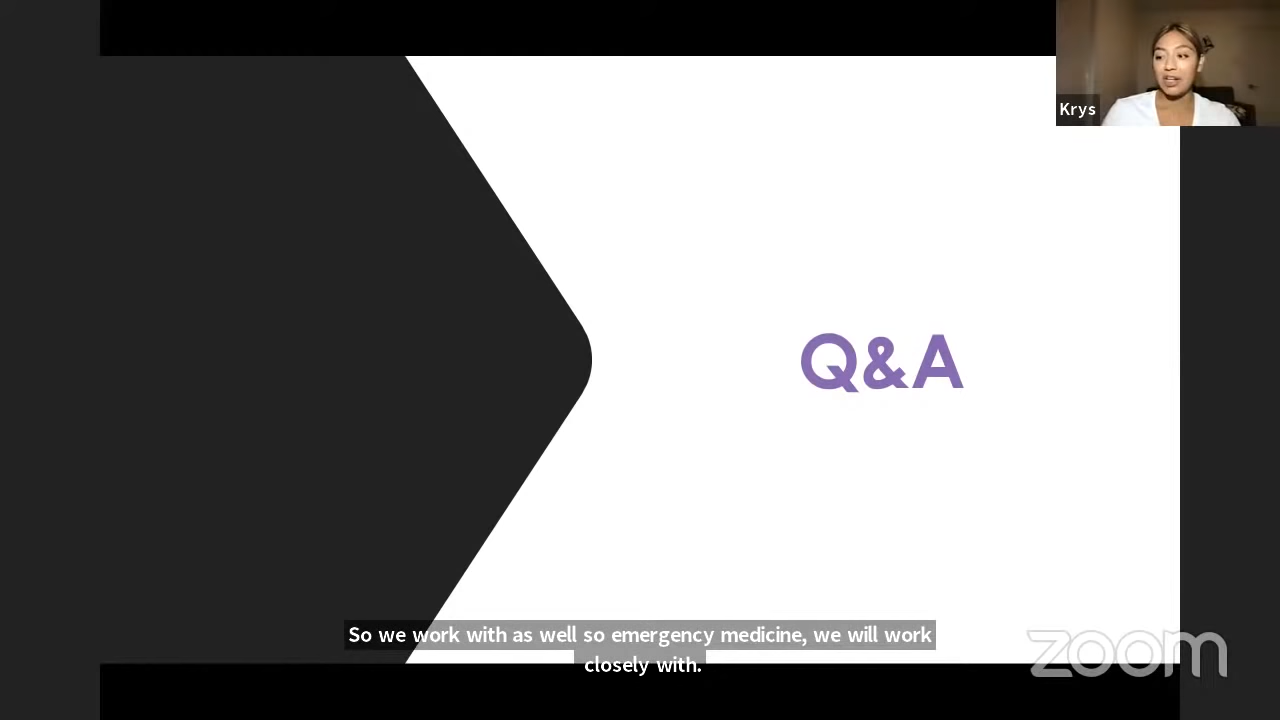 Krys
Q&A
So we work with as well so emergency medicine, we will work
closely with.
zoom